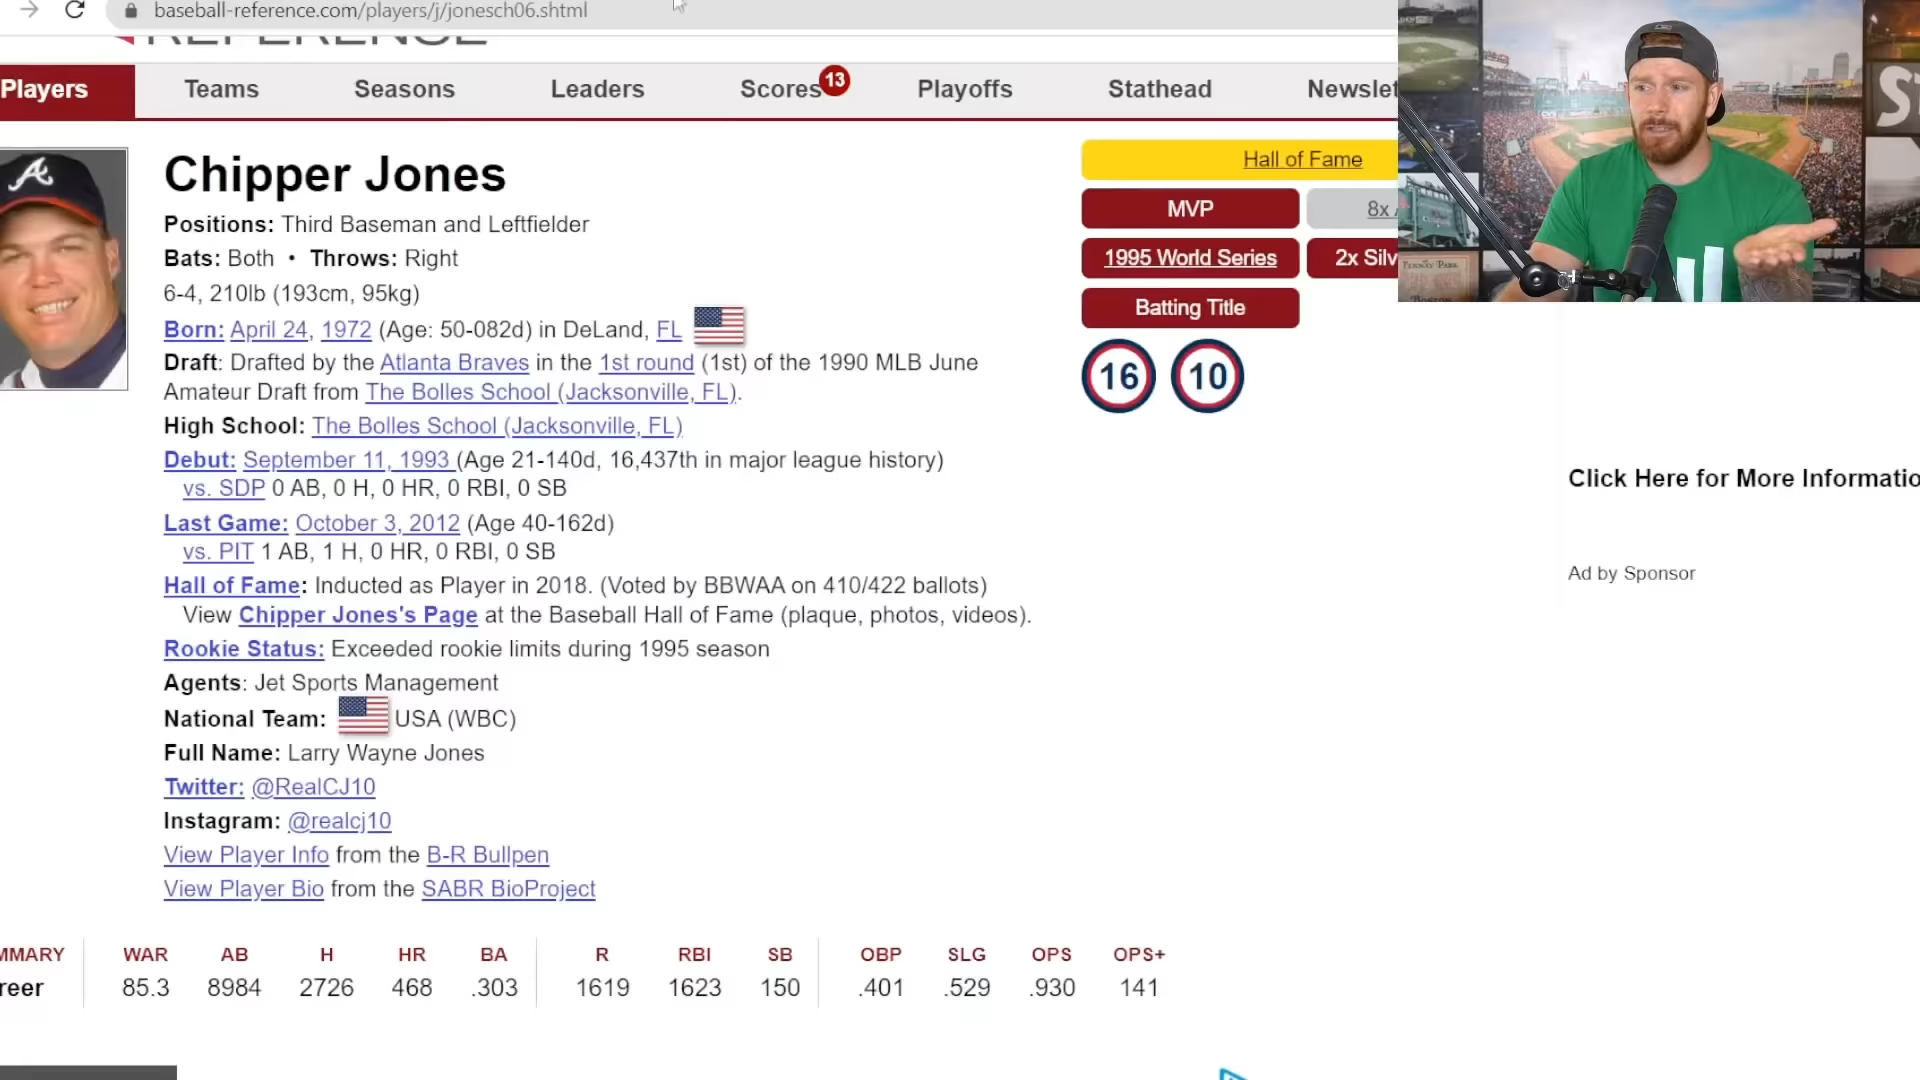 baseball-reference.com/players/j/jonesch06.shtml
REFERENCE
Players Teams Seasons Leaders Scores 13 Playoffs Stathead Newslet
Chipper Jones
Positions: Third Baseman and Leftfielder
Bats: Both • Throws: Right
6-4, 210lb (193cm, 95kg)
Born: April 24, 1972 (Age: 50-082d) in DeLand, FL
Draft: Drafted by the Atlanta Braves in the 1st round (1st) of the 1990 MLB June
Amateur Draft from The Bolles School (Jacksonville, FL).
High School: The Bolles School (Jacksonville, FL)
Debut: September 11, 1993 (Age 21-140d, 16,437th in major league history)
vs. SDP 0 AB, 0 H, 0 HR, 0 RBI, 0 SB
Last Game: October 3, 2012 (Age 40-162d)
vs. PIT 1 AB, 1 H, 0 HR, 0 RBI, 0 SB
Hall of Fame: Inducted as Player in 2018. (Voted by BBWAA on 410/422 ballots)
View Chipper Jones's Page at the Baseball Hall of Fame (plaque, photos, videos).
Rookie Status: Exceeded rookie limits during 1995 season
Agents: Jet Sports Management
National Team: USA (WBC)
Full Name: Larry Wayne Jones
Twitter: @RealCJ10
Instagram: @realcj10
View Player Info from the B-R Bullpen
View Player Bio from the SABR BioProject
Hall of Fame
MVP 8x
1995 World Series 2x Silv
Batting Title
16 10
FENWAY PARK
ST
Click Here for More Informatio
Ad by Sponsor
MMARY WAR AB H HR BA R RBI SB OBP SLG OPS OPS+
reer 85.3 8984 2726 468 .303 1619 1623 150 .401 .529 .930 141